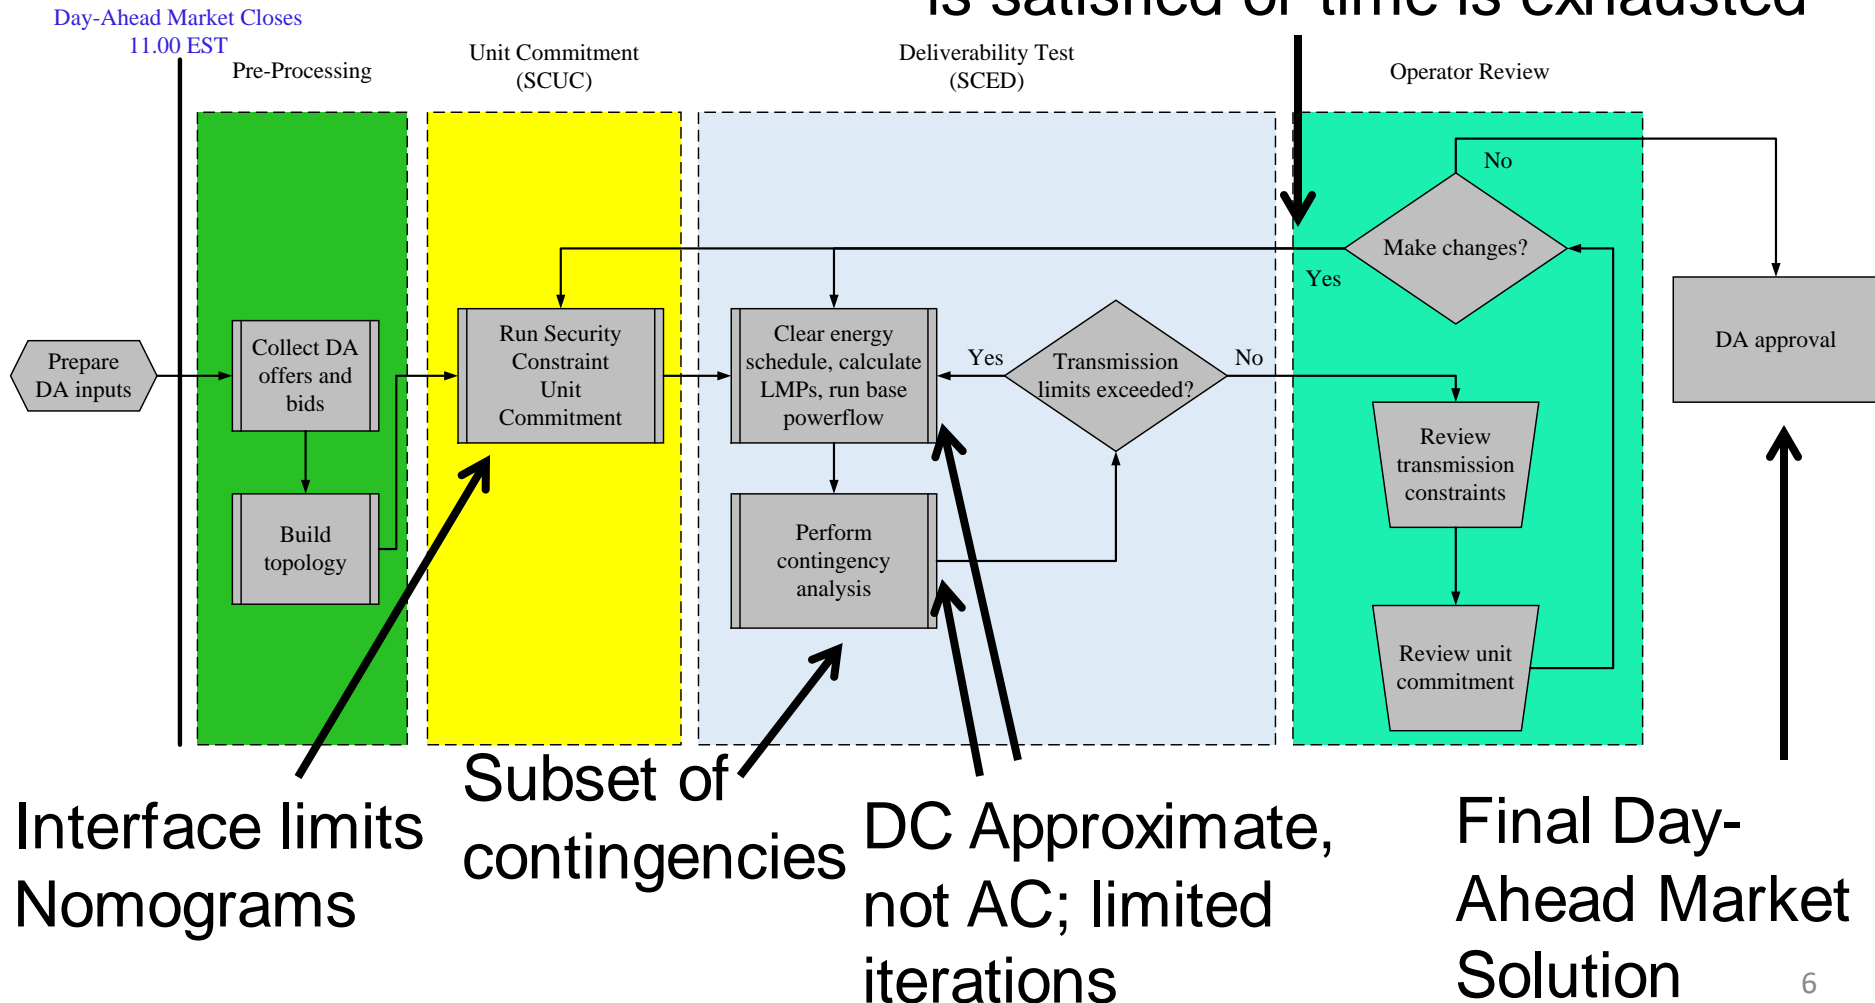 is satisfied or time is exhausted
Day-Ahead Market Closes
11.00 EST
Pre-Processing
Unit Commitment
(SCUC)
Deliverability Test
(SCED)
Operator Review
No
Make changes?
Yes
Prepare
DA inputs
Collect DA
offers and
bids
Build
topology
Run Security
Constraint
Unit
Commitment
Clear energy
schedule, calculate
LMPs, run base
powerflow
Yes
Transmission
limits exceeded?
No
Perform
contingency
analysis
Review
transmission
constraints
Review unit
commitment
DA approval
Interface limits
Nomograms
Subset of
contingencies
DC Approximate,
not AC; limited
iterations
Final Day-
Ahead Market
Solution
6